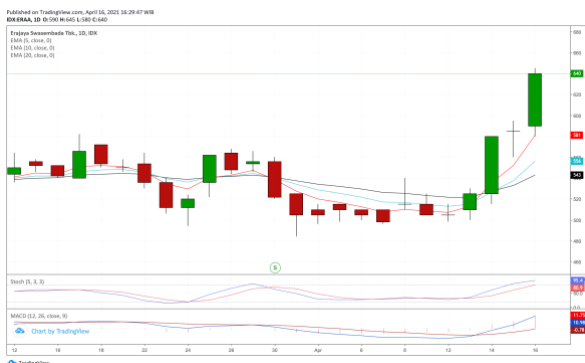 Published on TradingView.com, April 16, 2021 16:29:47 WIB
IDX:ERAA, 1D O:590 H:645 L:580 C:640
Erajaya Swasembada Tbk., 1D, IDX
EMA (5, close, 0)
EMA (10, close, 0)
EMA (20, close, 0)
680
640
620
600
581
556
543
520
500
480
460
S
Stoch (5, 3, 3)
MACD (12, 26, close, 9)
Chart by TradingView
12
16
18
22
24
26
30
Apr
6
8
12
14
16
TradingView